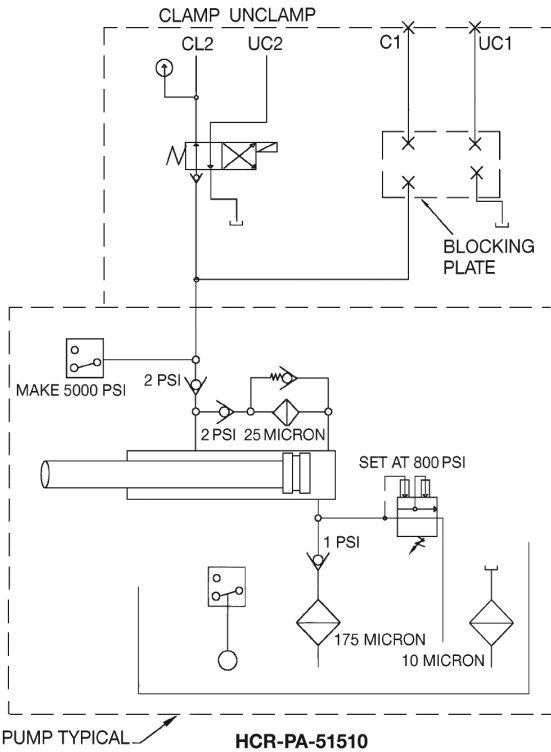 CLAMP UNCLAMP
CL2 UC2 C1 UC1
BLOCKING
PLATE
MAKE 5000 PSI
2 PSI
2 PSI 25 MICRON
SET AT 800 PSI
1 PSI
175 MICRON
10 MICRON
PUMP TYPICAL
HCR-PA-51510